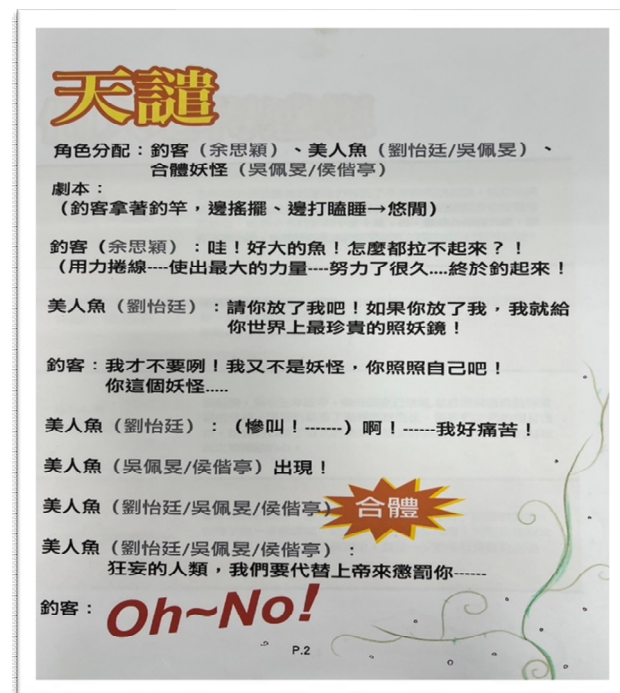 天譴
角色分配：釣客（余思穎）、美人魚（劉怡廷/吳佩旻）、
合體妖怪（吳佩旻/侯偕亭）
劇本：
（釣客拿著釣竿，邊搖擺、邊打瞌睡→悠閒）
釣客（余思穎）：哇！好大的魚！怎麼都拉不起來？！
（用力捲線----使出最大的力量----努力了很久....終於釣起來！
美人魚（劉怡廷）：請你放了我吧！如果你放了我，我就給
你世界上最珍貴的照妖鏡！
釣客：我才不要咧！我又不是妖怪，你照照自己吧！
你這個妖怪.....
美人魚（劉怡廷）：（慘叫！-------）啊！------我好痛苦！
美人魚（吳佩旻/侯偕亭）出現！
美人魚（劉怡廷/吳佩旻/侯偕亭）合體
美人魚（劉怡廷/吳佩旻/侯偕亭）：
狂妄的人類，我們要代替上帝來懲罰你------
釣客：Oh~No!
P.2